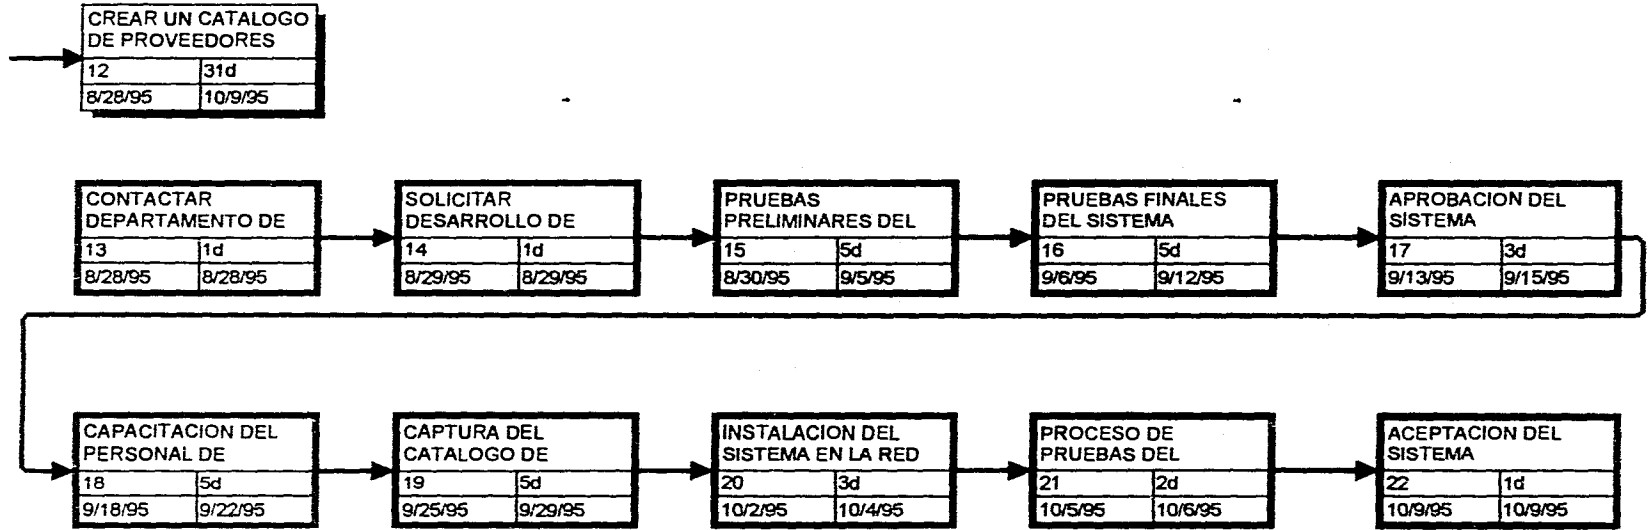 CREAR UN CATALOGO
DE PROVEEDORES
12 31d
8/28/95 10/9/95
CONTACTAR
DEPARTAMENTO DE
13 1d
8/28/95 8/28/95
SOLICITAR
DESARROLLO DE
14 1d
8/29/95 8/29/95
PRUEBAS
PRELIMINARES DEL
15 5d
8/30/95 9/5/95
PRUEBAS FINALES
DEL SISTEMA
16 5d
9/6/95 9/12/95
APROBACION DEL
SISTEMA
17 3d
9/13/95 9/15/95
CAPACITACION DEL
PERSONAL DE
18 5d
9/18/95 9/22/95
CAPTURA DEL
CATALOGO DE
19 5d
9/25/95 9/29/95
INSTALACION DEL
SISTEMA EN LA RED
20 3d
10/2/95 10/4/95
PROCESO DE
PRUEBAS DEL
21 2d
10/5/95 10/6/95
ACEPTACION DEL
SISTEMA
22 1d
10/9/95 10/9/95